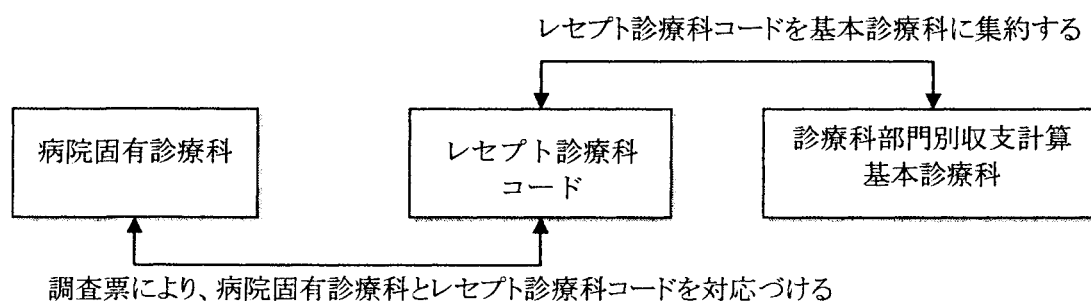 レセプト診療科コードを基本診療科に集約する
病院固有診療科
レセプト診療科
コード
診療科部門別収支計算
基本診療科
調査票により、病院固有診療科とレセプト診療科コードを対応づける